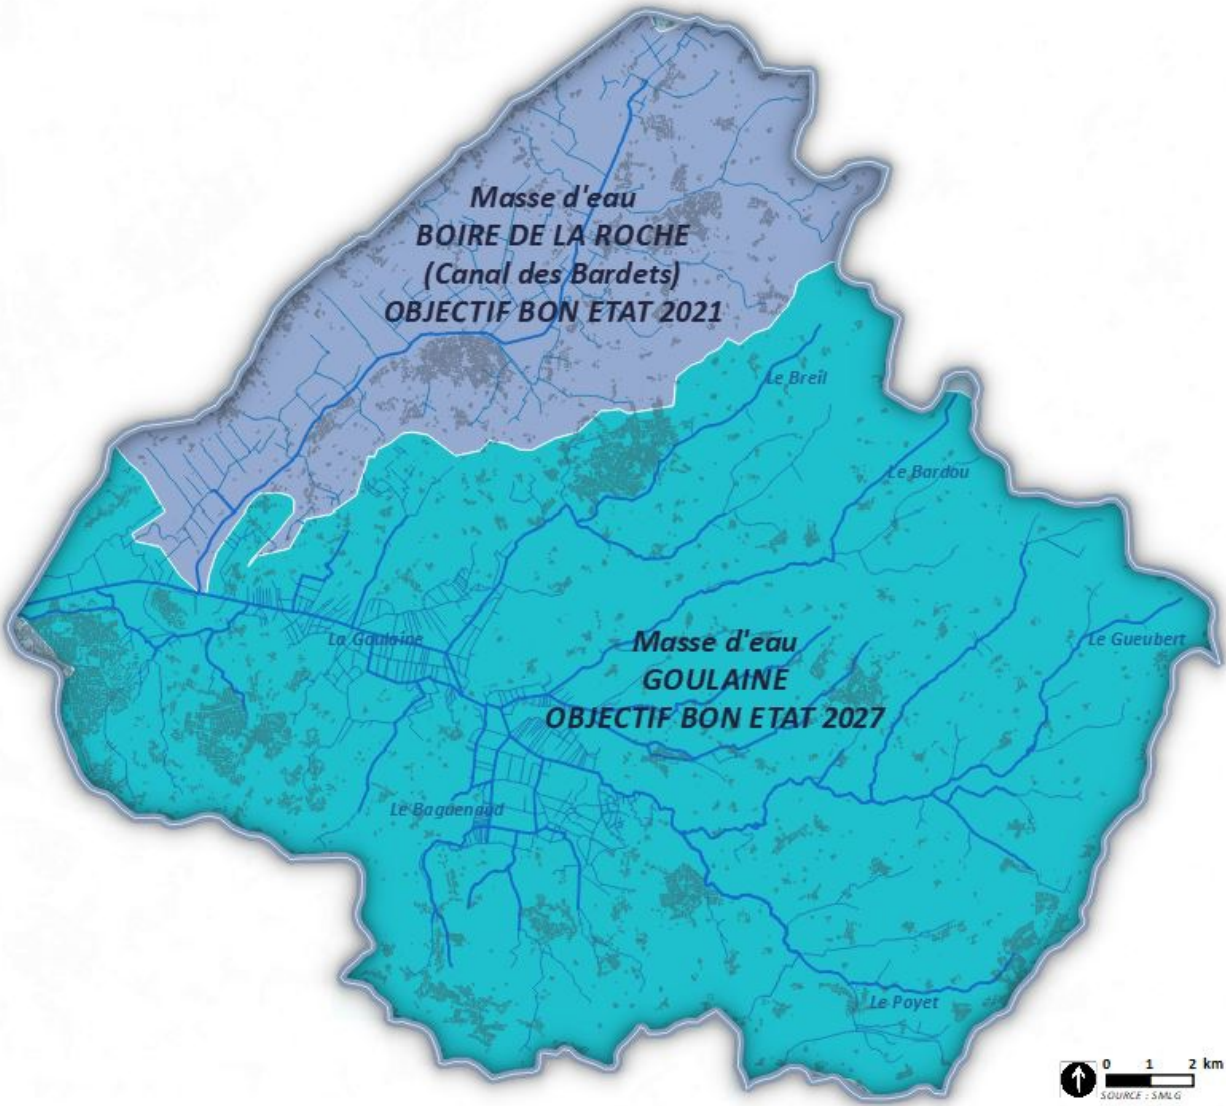 Masse d'eau
BOIRE DE LA ROCHE
(Canal des Bardets)
OBJECTIF BON ETAT 2021
Le Breil
Le Bardou
La Goulaine
Masse d'eau
GOULAINE
OBJECTIF BON ETAT 2027
Le Gueubert
Le Baguenaud
Le Poyet
0 1 2 km
SOURCE : SMLG